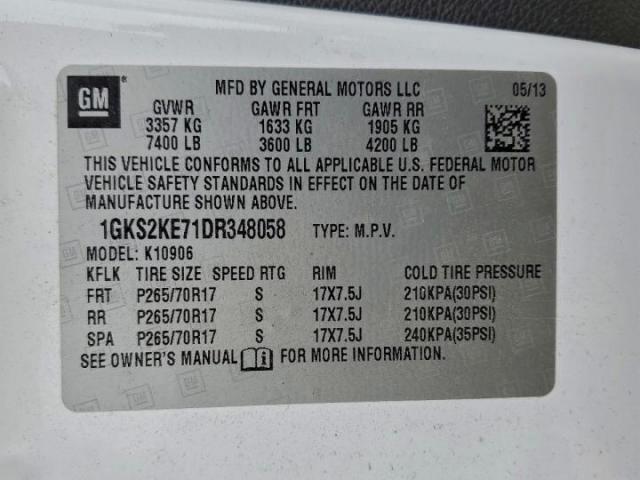 GM
MFD BY GENERAL MOTORS LLC 05/13
GVWR GAWR FRT GAWR RR
3357 KG 1633 KG 1905 KG
7400 LB 3600 LB 4200 LB
THIS VEHICLE CONFORMS TO ALL APPLICABLE U.S. FEDERAL MOTOR
VEHICLE SAFETY STANDARDS IN EFFECT ON THE DATE OF
MANUFACTURE SHOWN ABOVE.
1GKS2KE71DR348058 TYPE: M.P.V.
MODEL: K10906
KFLK TIRE SIZE SPEED RTG RIM COLD TIRE PRESSURE
FRT P265/70R17 S 17X7.5J 210KPA(30PSI)
RR P265/70R17 S 17X7.5J 210KPA(30PSI)
SPA P265/70R17 S 17X7.5J 240KPA(35PSI)
SEE OWNER'S MANUAL FOR MORE INFORMATION.